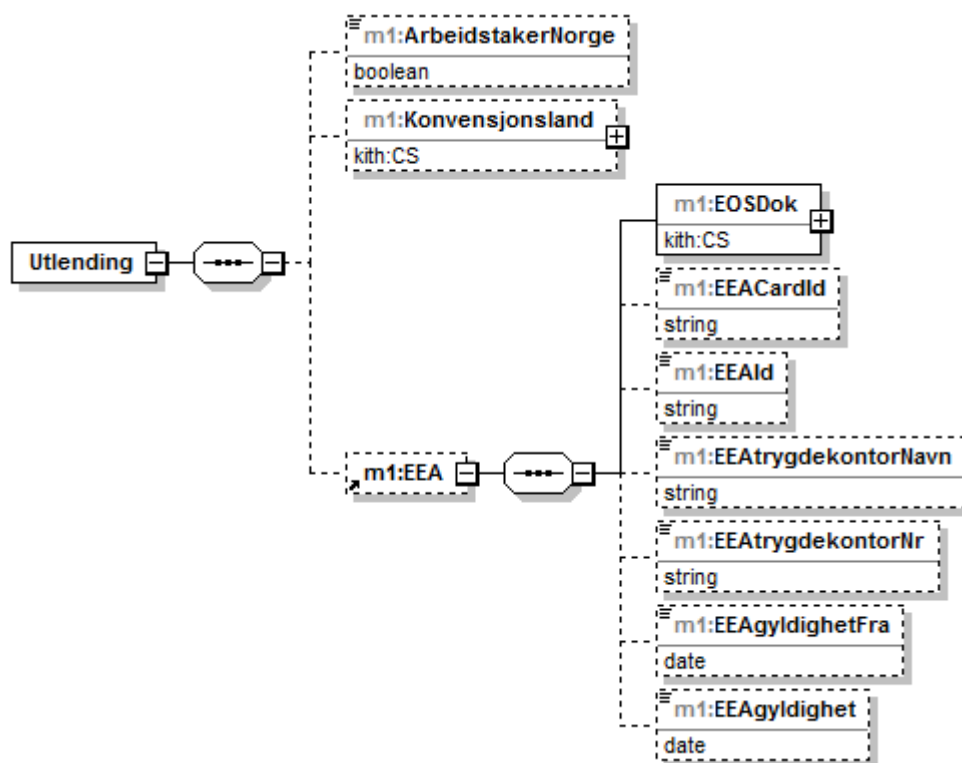 m1:ArbeidstakerNorge
boolean
m1:Konvensjonsland
kith:CS
Utlending
m1:EEA
m1:EOSDok
kith:CS
m1:EEACardId
string
m1:EEAId
string
m1:EEAtrygdekontorNavn
string
m1:EEAtrygdekontorNr
string
m1:EEAgyldighetFra
date
m1:EEAgyldighet
date